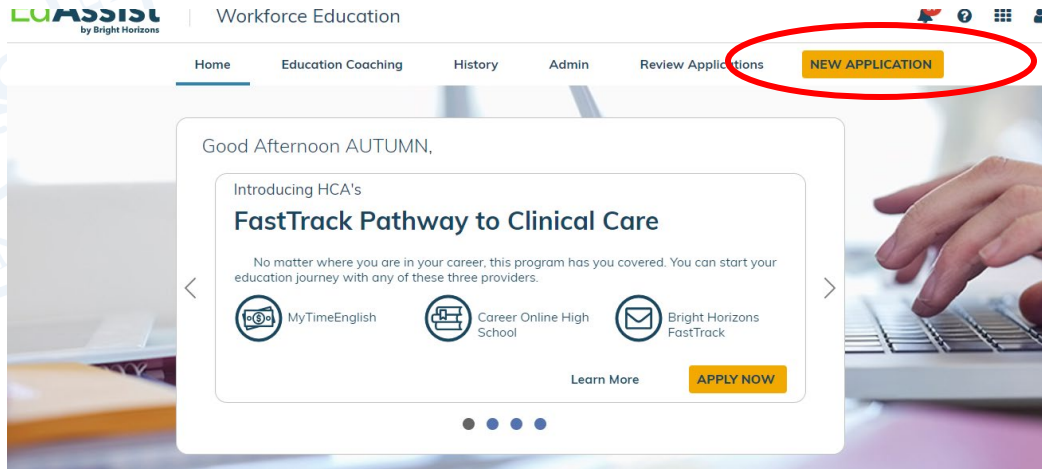 EdAssist
by Bright Horizons
Workforce Education
Home Education Coaching History Admin Review Applications NEW APPLICATION
Good Afternoon AUTUMN,
Introducing HCA's
FastTrack Pathway to Clinical Care
No matter where you are in your career, this program has you covered. You can start your
education journey with any of these three providers.
MyTimeEnglish
Career Online High
School
Bright Horizons
FastTrack
Learn More APPLY NOW